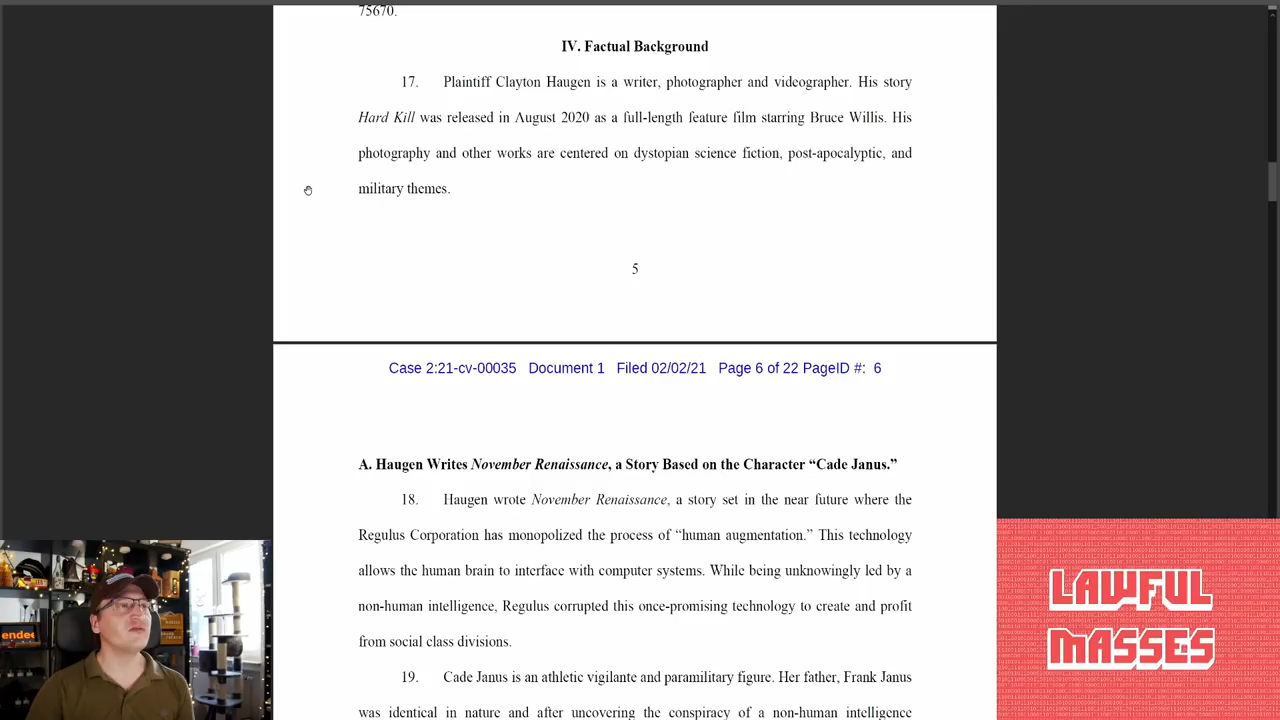 75670.
IV. Factual Background
17. Plaintiff Clayton Haugen is a writer, photographer and videographer. His story
Hard Kill was released in August 2020 as a full-length feature film starring Bruce Willis. His
photography and other works are centered on dystopian science fiction, post-apocalyptic, and
military themes.
5
Case 2:21-cv-00035 Document 1 Filed 02/02/21 Page 6 of 22 PageID #: 6
A. Haugen Writes November Renaissance, a Story Based on the Character “Cade Janus.”
18. Haugen wrote November Renaissance, a story set in the near future where the
Regulus Corporation has monopolized the process of “human augmentation.” This technology
allows the human brain to interface with computer systems. While being unknowingly led by a
non-human intelligence, Regulus corrupted this once-promising technology to create and profit
from social class divisions.
19. Cade Janus is an athletic vigilante and paramilitary figure. Her father, Frank Janus
was identical in nature and after uncovering the conspiracy of a non-human intelligence
endee
LAWFUL
MASSES